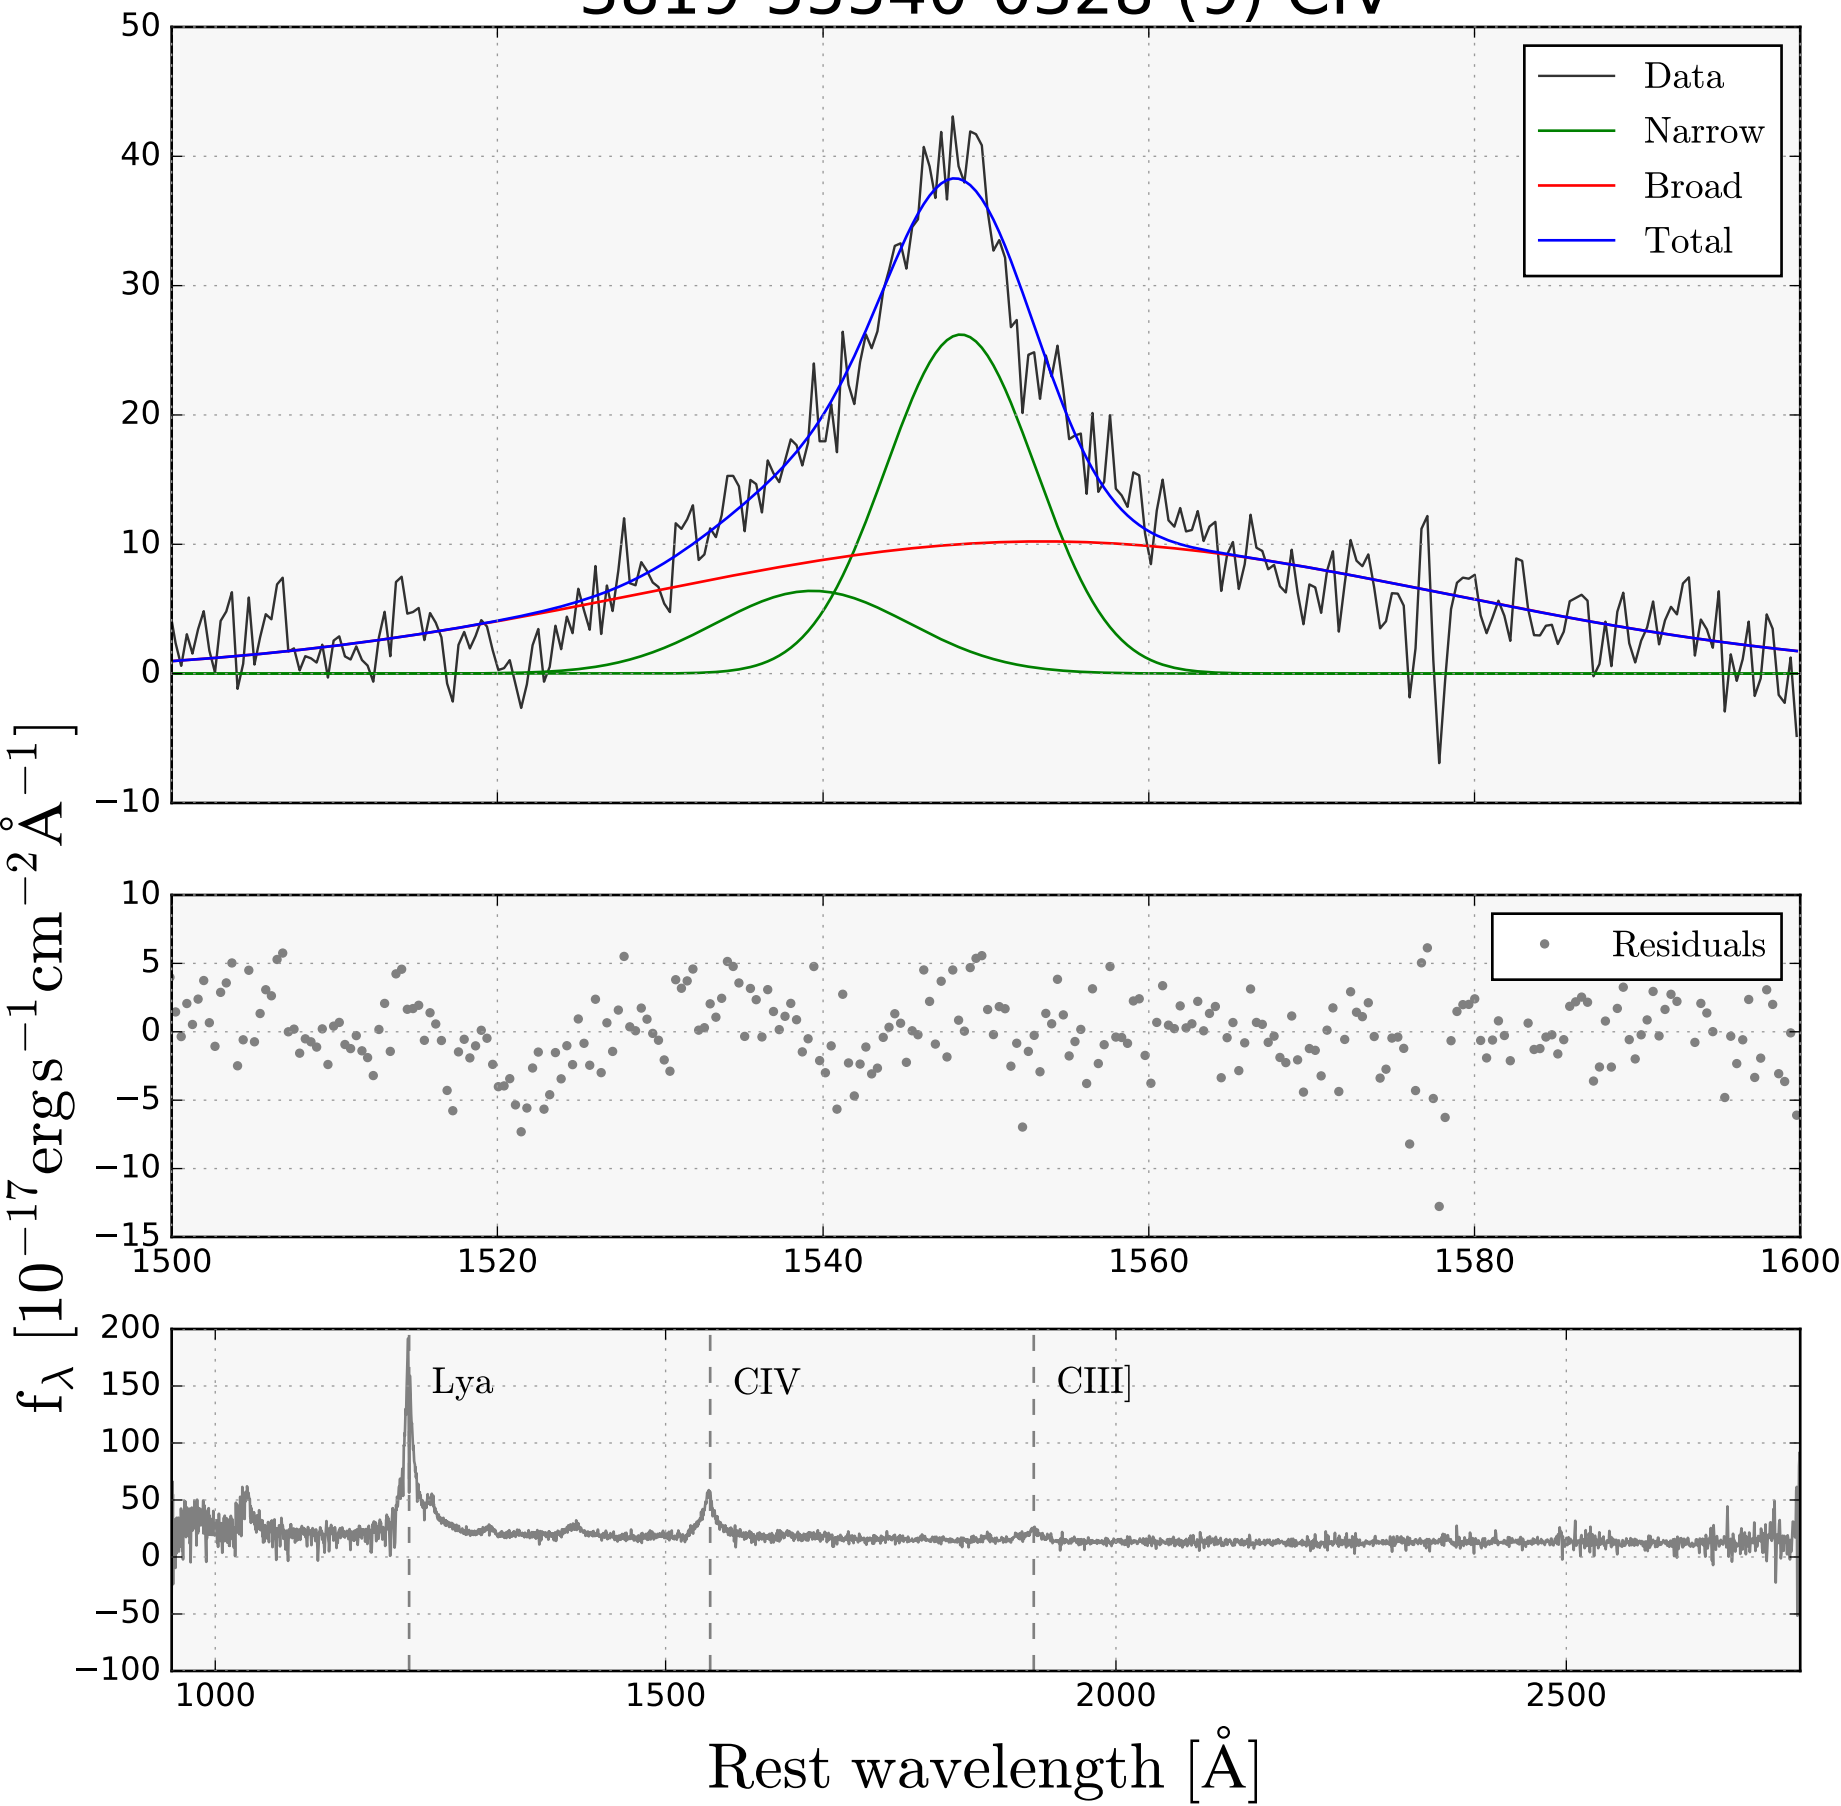 (9) CIV
50
40
30
20
10
0
−10
Data
Narrow
Broad
Total
10
5
0
−5
−10
−15
Residuals
1500 1520 1540 1560 1580 1600
f_λ [10^−17 ergs^−1 cm^−2 Å^−1]
200
150
100
50
0
−50
−100
Lya CIV CIII]
1000 1500 2000 2500
Rest wavelength [Å]